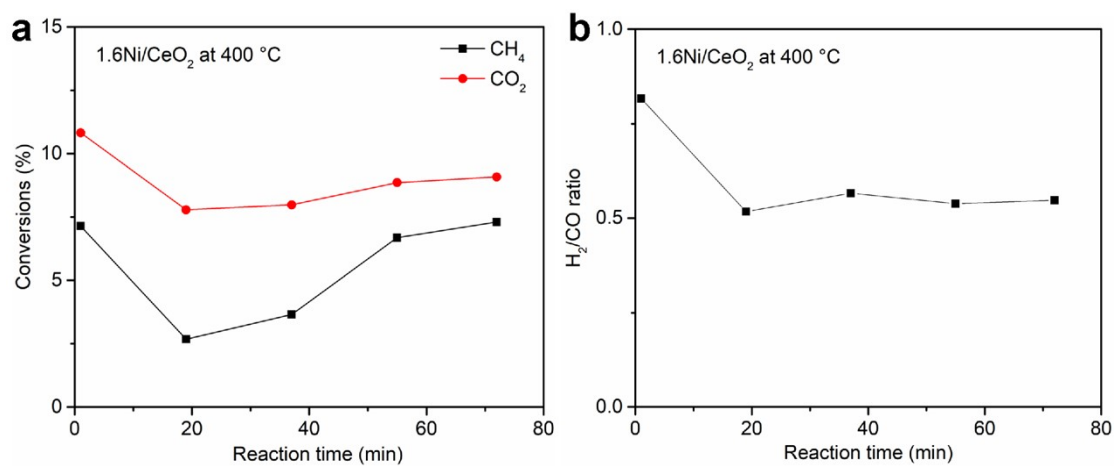 a
1.6Ni/CeO₂ at 400 °C
CH₄
CO₂
15
10
5
0
Conversions (%)
0 20 40 60 80
Reaction time (min)
b
1.6Ni/CeO₂ at 400 °C
1.0
0.5
0.0
H₂/CO ratio
0 20 40 60 80
Reaction time (min)